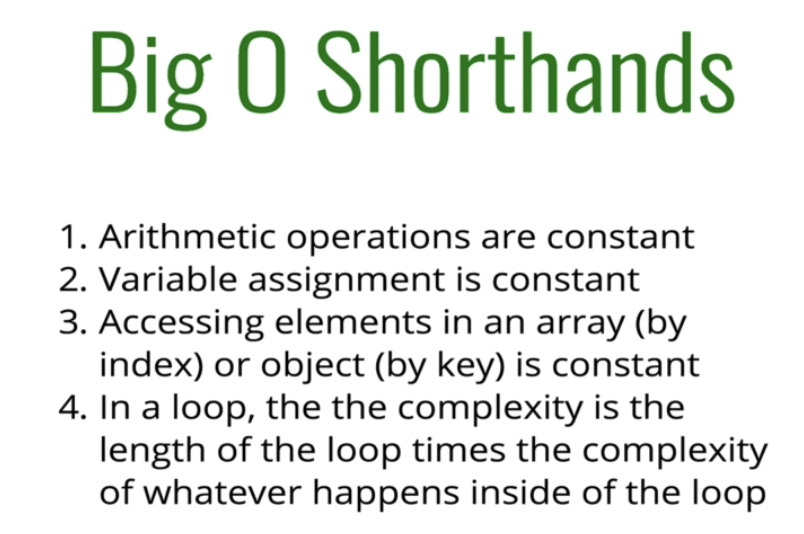 Big O Shorthands
1. Arithmetic operations are constant
2. Variable assignment is constant
3. Accessing elements in an array (by
index) or object (by key) is constant
4. In a loop, the the complexity is the
length of the loop times the complexity
of whatever happens inside of the loop